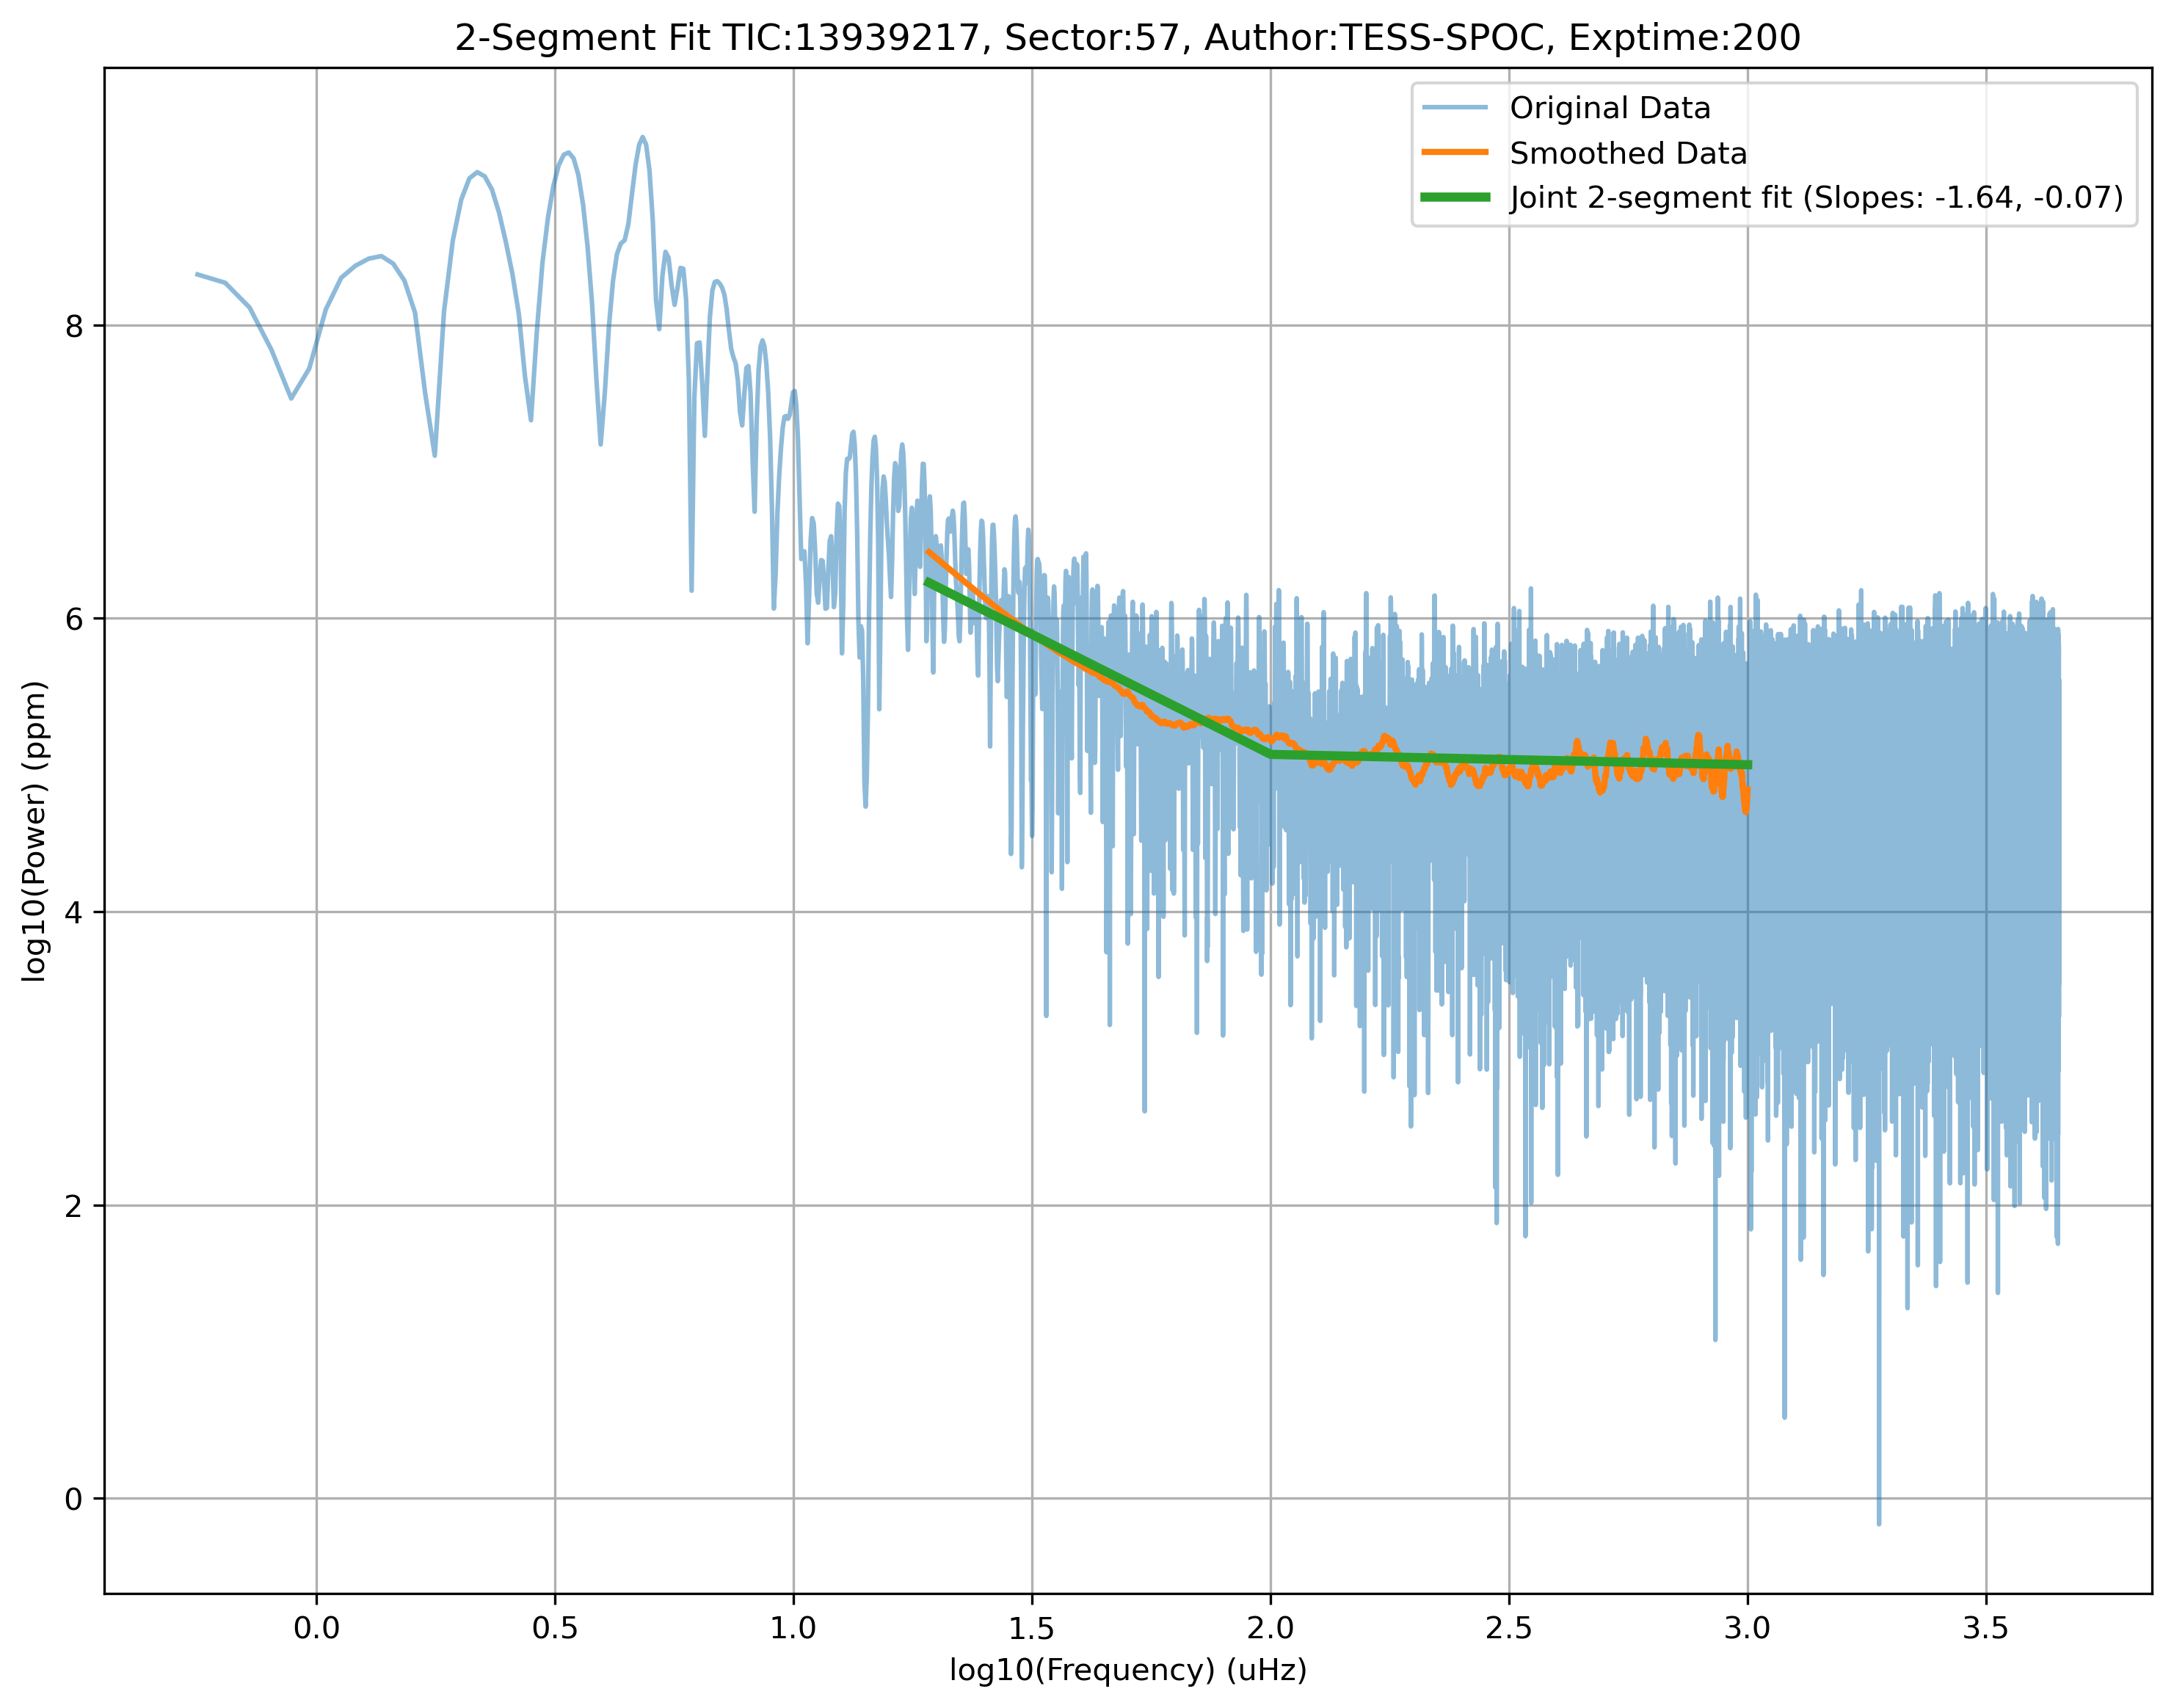 2-Segment Fit TIC:13939217, Sector:57, Author:TESS-SPOC, Exptime:200
Original Data
Smoothed Data
Joint 2-segment fit (Slopes: -1.64, -0.07)
log10(Power) (ppm)
8
6
4
2
0
0.0 0.5 1.0 1.5 2.0 2.5 3.0 3.5
log10(Frequency) (uHz)